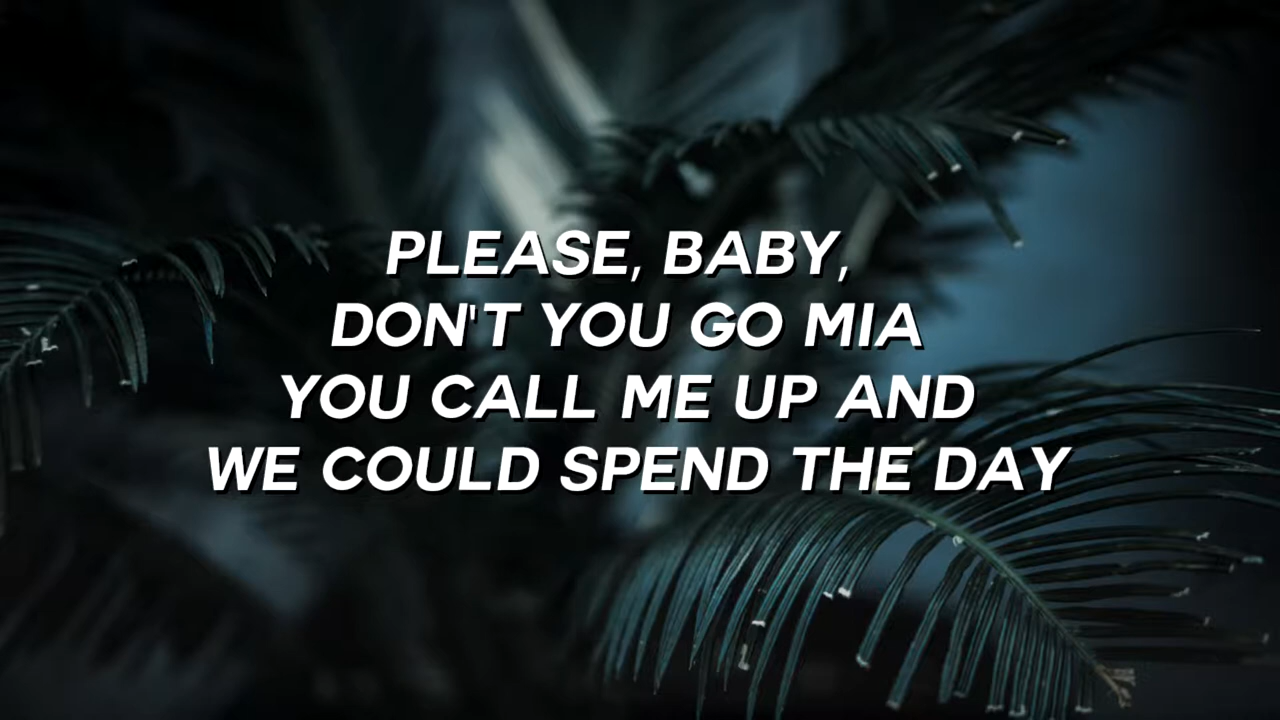 PLEASE, BABY,
DON'T YOU GO MIA
YOU CALL ME UP AND
WE COULD SPEND THE DAY